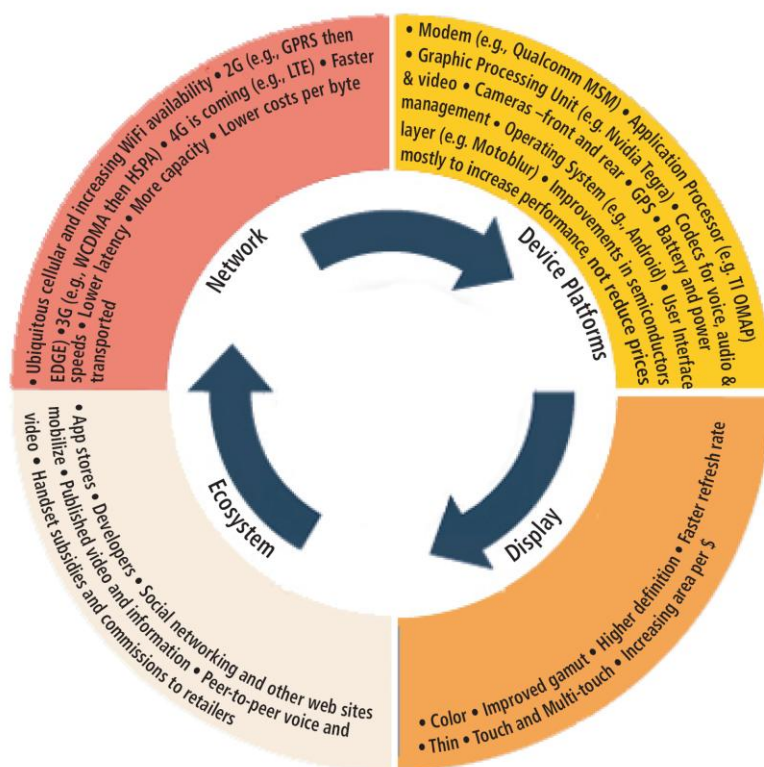 • Ubiquitous cellular and increasing WiFi availability • 2G (e.g., GPRS then
EDGE) •3G (e.g., WCDMA then HSPA) • 4G is coming (e.g., LTE) • Faster
speeds • Lower latency • More capacity • Lower costs per byte
transported
Network
• Modem (e.g., Qualcomm MSM) • Application Processor (e.g. TI OMAP)
• Graphic Processing Unit (e.g. Nvidia Tegra) • Codecs for voice, audio &
& video • Cameras –front and rear • GPS • Battery and power
management • Operating System (e.g., Android) • User Interface
layer (e.g. Motoblur) • Improvements in semiconductors
mostly to increase performance, not reduce prices
Device Platforms
Display
• Color • Improved gamut • Higher definition • Faster refresh rate
• Thin • Touch and Multi-touch • Increasing area per $
Ecosystem
• App stores • Developers • Social networking and other web sites
mobilize • Published video and information • Peer-to-peer voice and
video • Handset subsidies and commissions to retailers